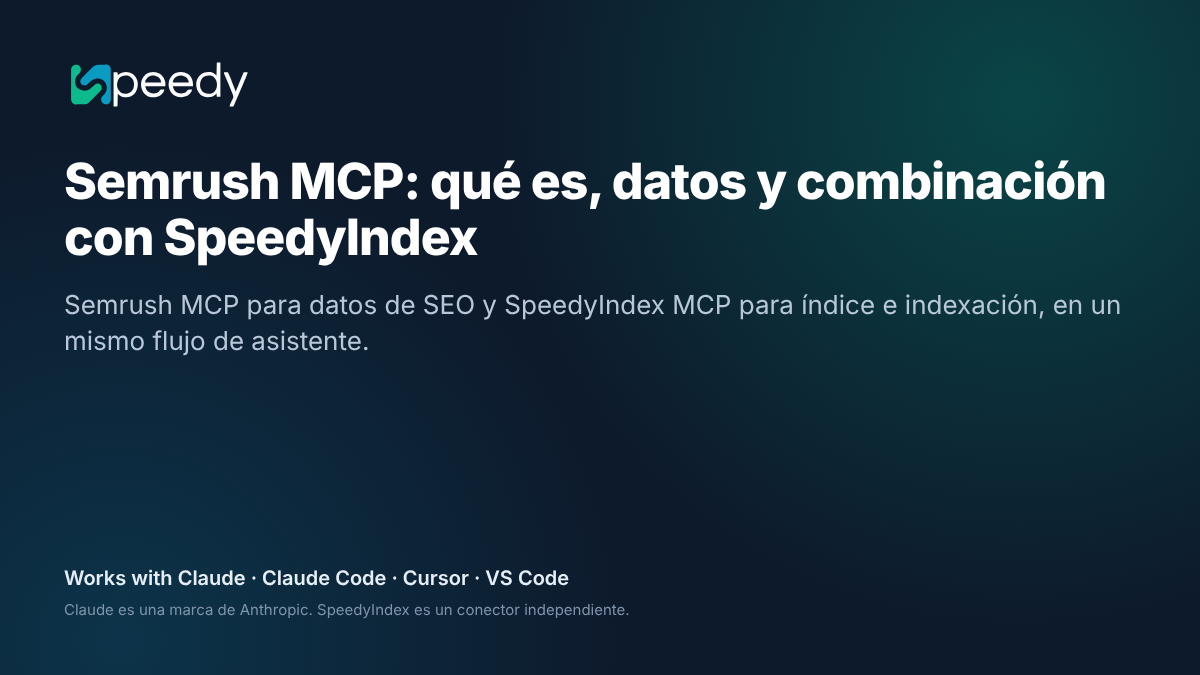 Speedy
Semrush MCP: qué es, datos y combinación
con SpeedyIndex
Semrush MCP para datos de SEO y SpeedyIndex MCP para índice e indexación, en un
mismo flujo de asistente.
Works with Claude · Claude Code · Cursor · VS Code
Claude es una marca de Anthropic. SpeedyIndex es un conector independiente.